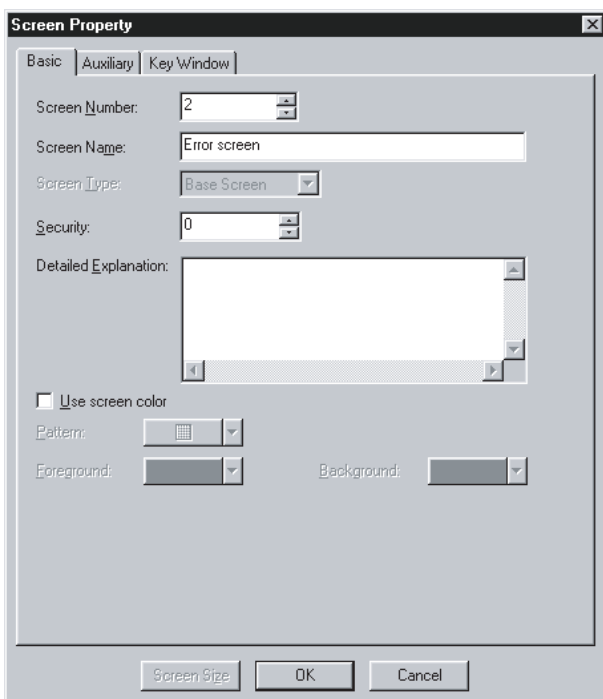 Screen Property
Basic Auxiliary Key Window
Screen Number: 2
Screen Name: Error screen
Screen Type: Base Screen
Security: 0
Detailed Explanation:
Use screen color
Pattern:
Foreground: Background:
Screen Size OK Cancel